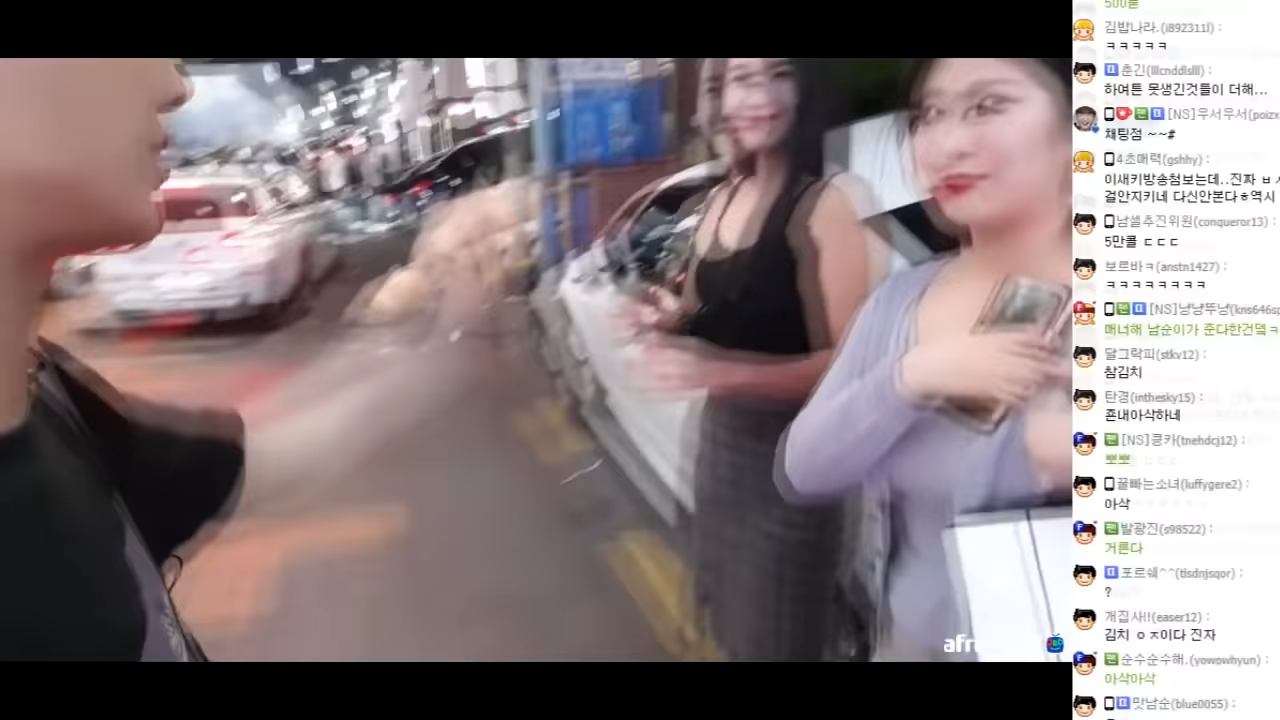 500분
김밥나라.(i892311l) :
ㅋㅋㅋㅋㅋ
춘긴(lllcnddlslll) :
하여튼 못생긴것들이 더해...
[NS]우서우서(poizx
채팅점 ~~#
4초매력(gshhy) :
이새키방송첨보는데..진짜 ㅂㅅ
걸안지키네 다신안본다ㅎ역시
남셀추진위원(conqueror13) :
5만콜 ㄷㄷㄷ
보르바ㅋ(anstn1427) :
ㅋㅋㅋㅋㅋㅋㅋㅋ
[NS]냥냥뚜냥(kns646sp
매너해 남순이가 준다한건뎈ㅋ
달그락피(stkv12) :
참김치
탄경(inthesky15) :
존내아삭하네
[NS]쿵카(tnehdcj12) :
뽀뽀
꿀빠는소녀(luffygere2) :
아삭
발광진(s98522) :
거른다
포르쉐^^(tlsdnjsqor) :
?
개집사!!(easer12) :
김치 ㅇㅈ이다 진자
순수순수해.(yowowhyun) :
아삭아삭
맛남순(blue0055) :
afr